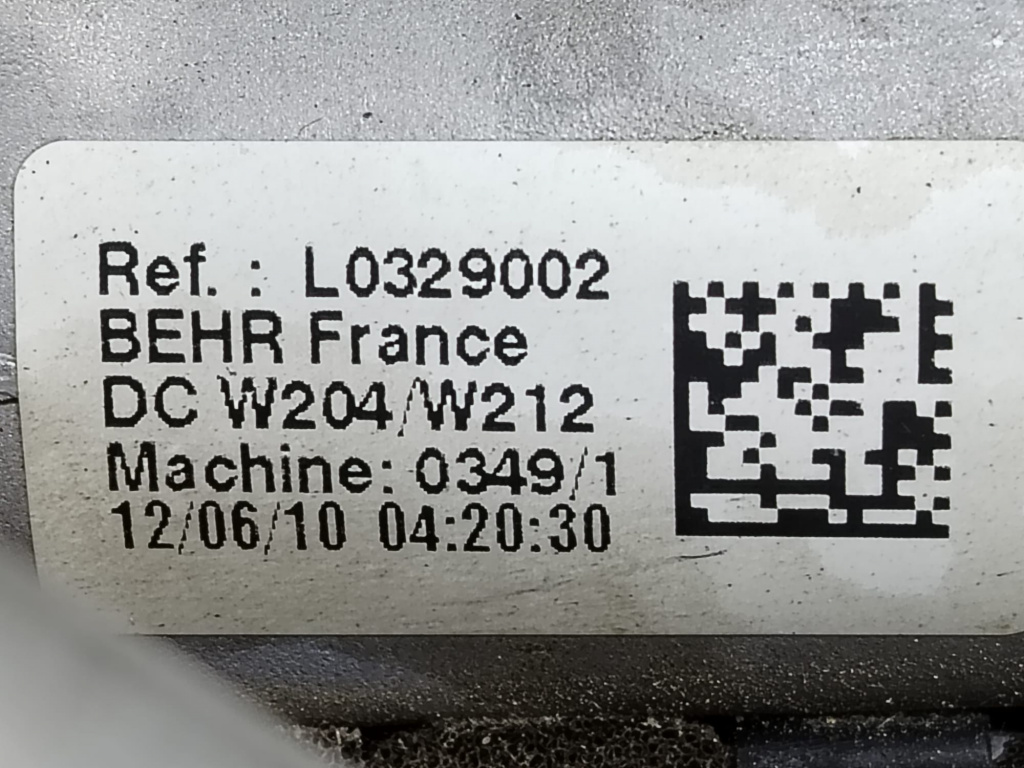 Ref. : L0329002
BEHR France
DC W204/W212
Machine: 0349/1
12/06/10 04:20:30